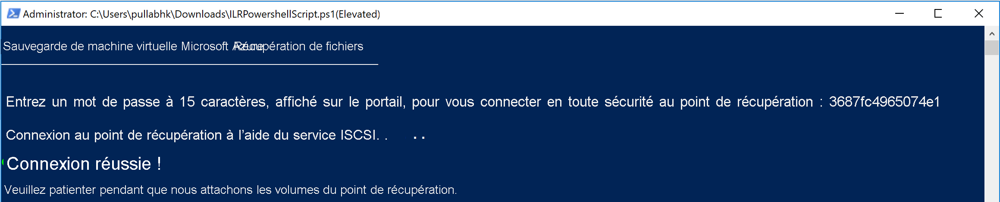 Administrator: C:\Users\pullabhk\Downloads\ILRPowershellScript.ps1(Elevated)
Sauvegarde de machine virtuelle Microsoft Azure Récupération de fichiers
Entrez un mot de passe à 15 caractères, affiché sur le portail, pour vous connecter en toute sécurité au point de récupération : 3687fc4965074e1
Connexion au point de récupération à l’aide du service ISCSI. . . .
Connexion réussie !
Veuillez patienter pendant que nous attachons les volumes du point de récupération.